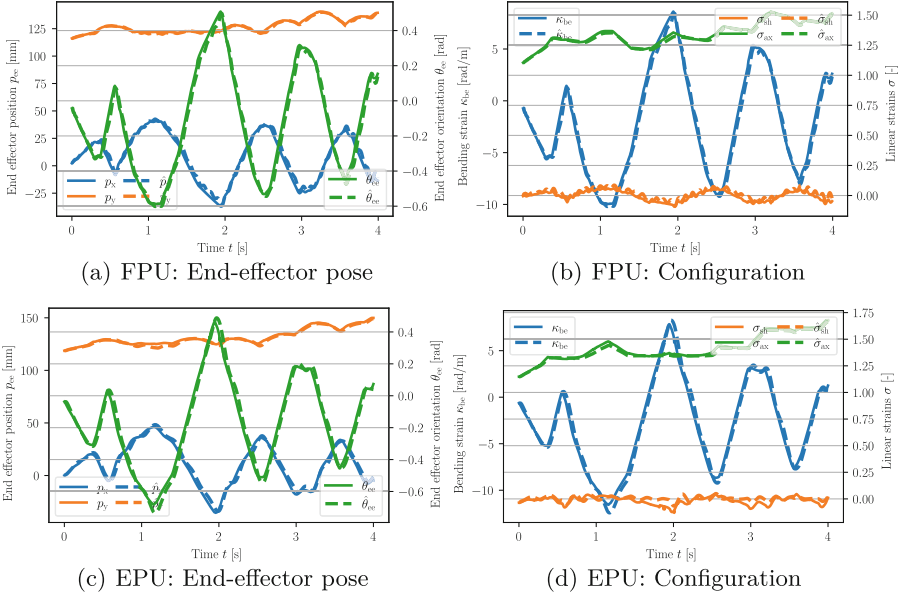 End effector position p_ee [mm]
125
100
75
50
25
0
−25
p_x p̂
p_y y
θ_ee
θ̂_ee
0.4
0.2
0.0
−0.2
−0.4
−0.6
End effector orientation θ_ee [rad]
0 1 2 3 4
Time t [s]
(a) FPU: End-effector pose
Bending strain κ_be [rad/m]
5
0
−5
−10
κ_be
κ̂_be
σ_sh σ̂_sh
σ_ax σ̂_ax
1.50
1.25
1.00
0.75
0.50
0.25
0.00
Linear strains σ [-]
0 1 2 3 4
Time t [s]
(b) FPU: Configuration
End effector position p_ee [mm]
150
100
50
0
p_x p̂
p_y
θ_ee
θ̂_ee
0.4
0.2
0.0
−0.2
−0.4
−0.6
End effector orientation θ_ee [rad]
0 1 2 3 4
Time t [s]
(c) EPU: End-effector pose
Bending strain κ_be [rad/m]
5
0
−5
−10
κ_be
κ_be
σ_sh σ̂_sh
σ_ax σ̂_ax
1.75
1.50
1.25
1.00
0.75
0.50
0.25
0.00
Linear strains σ [-]
0 1 2 3 4
Time t [s]
(d) EPU: Configuration